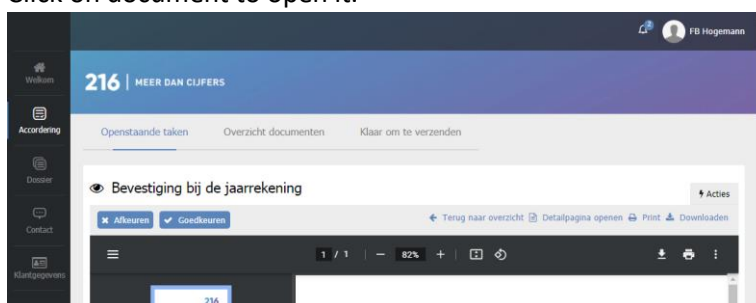 Click on document to open it:
2
FB Hogemann
Welkom
216 | MEER DAN CIJFERS
Accordering
Openstaande taken Overzicht documenten Klaar om te verzenden
Dossier
Bevestiging bij de jaarrekening
Acties
Afkeuren Goedkeuren Terug naar overzicht Detailpagina openen Print Downloaden
Contact
1 / 1 82%
Klantgegevens
216